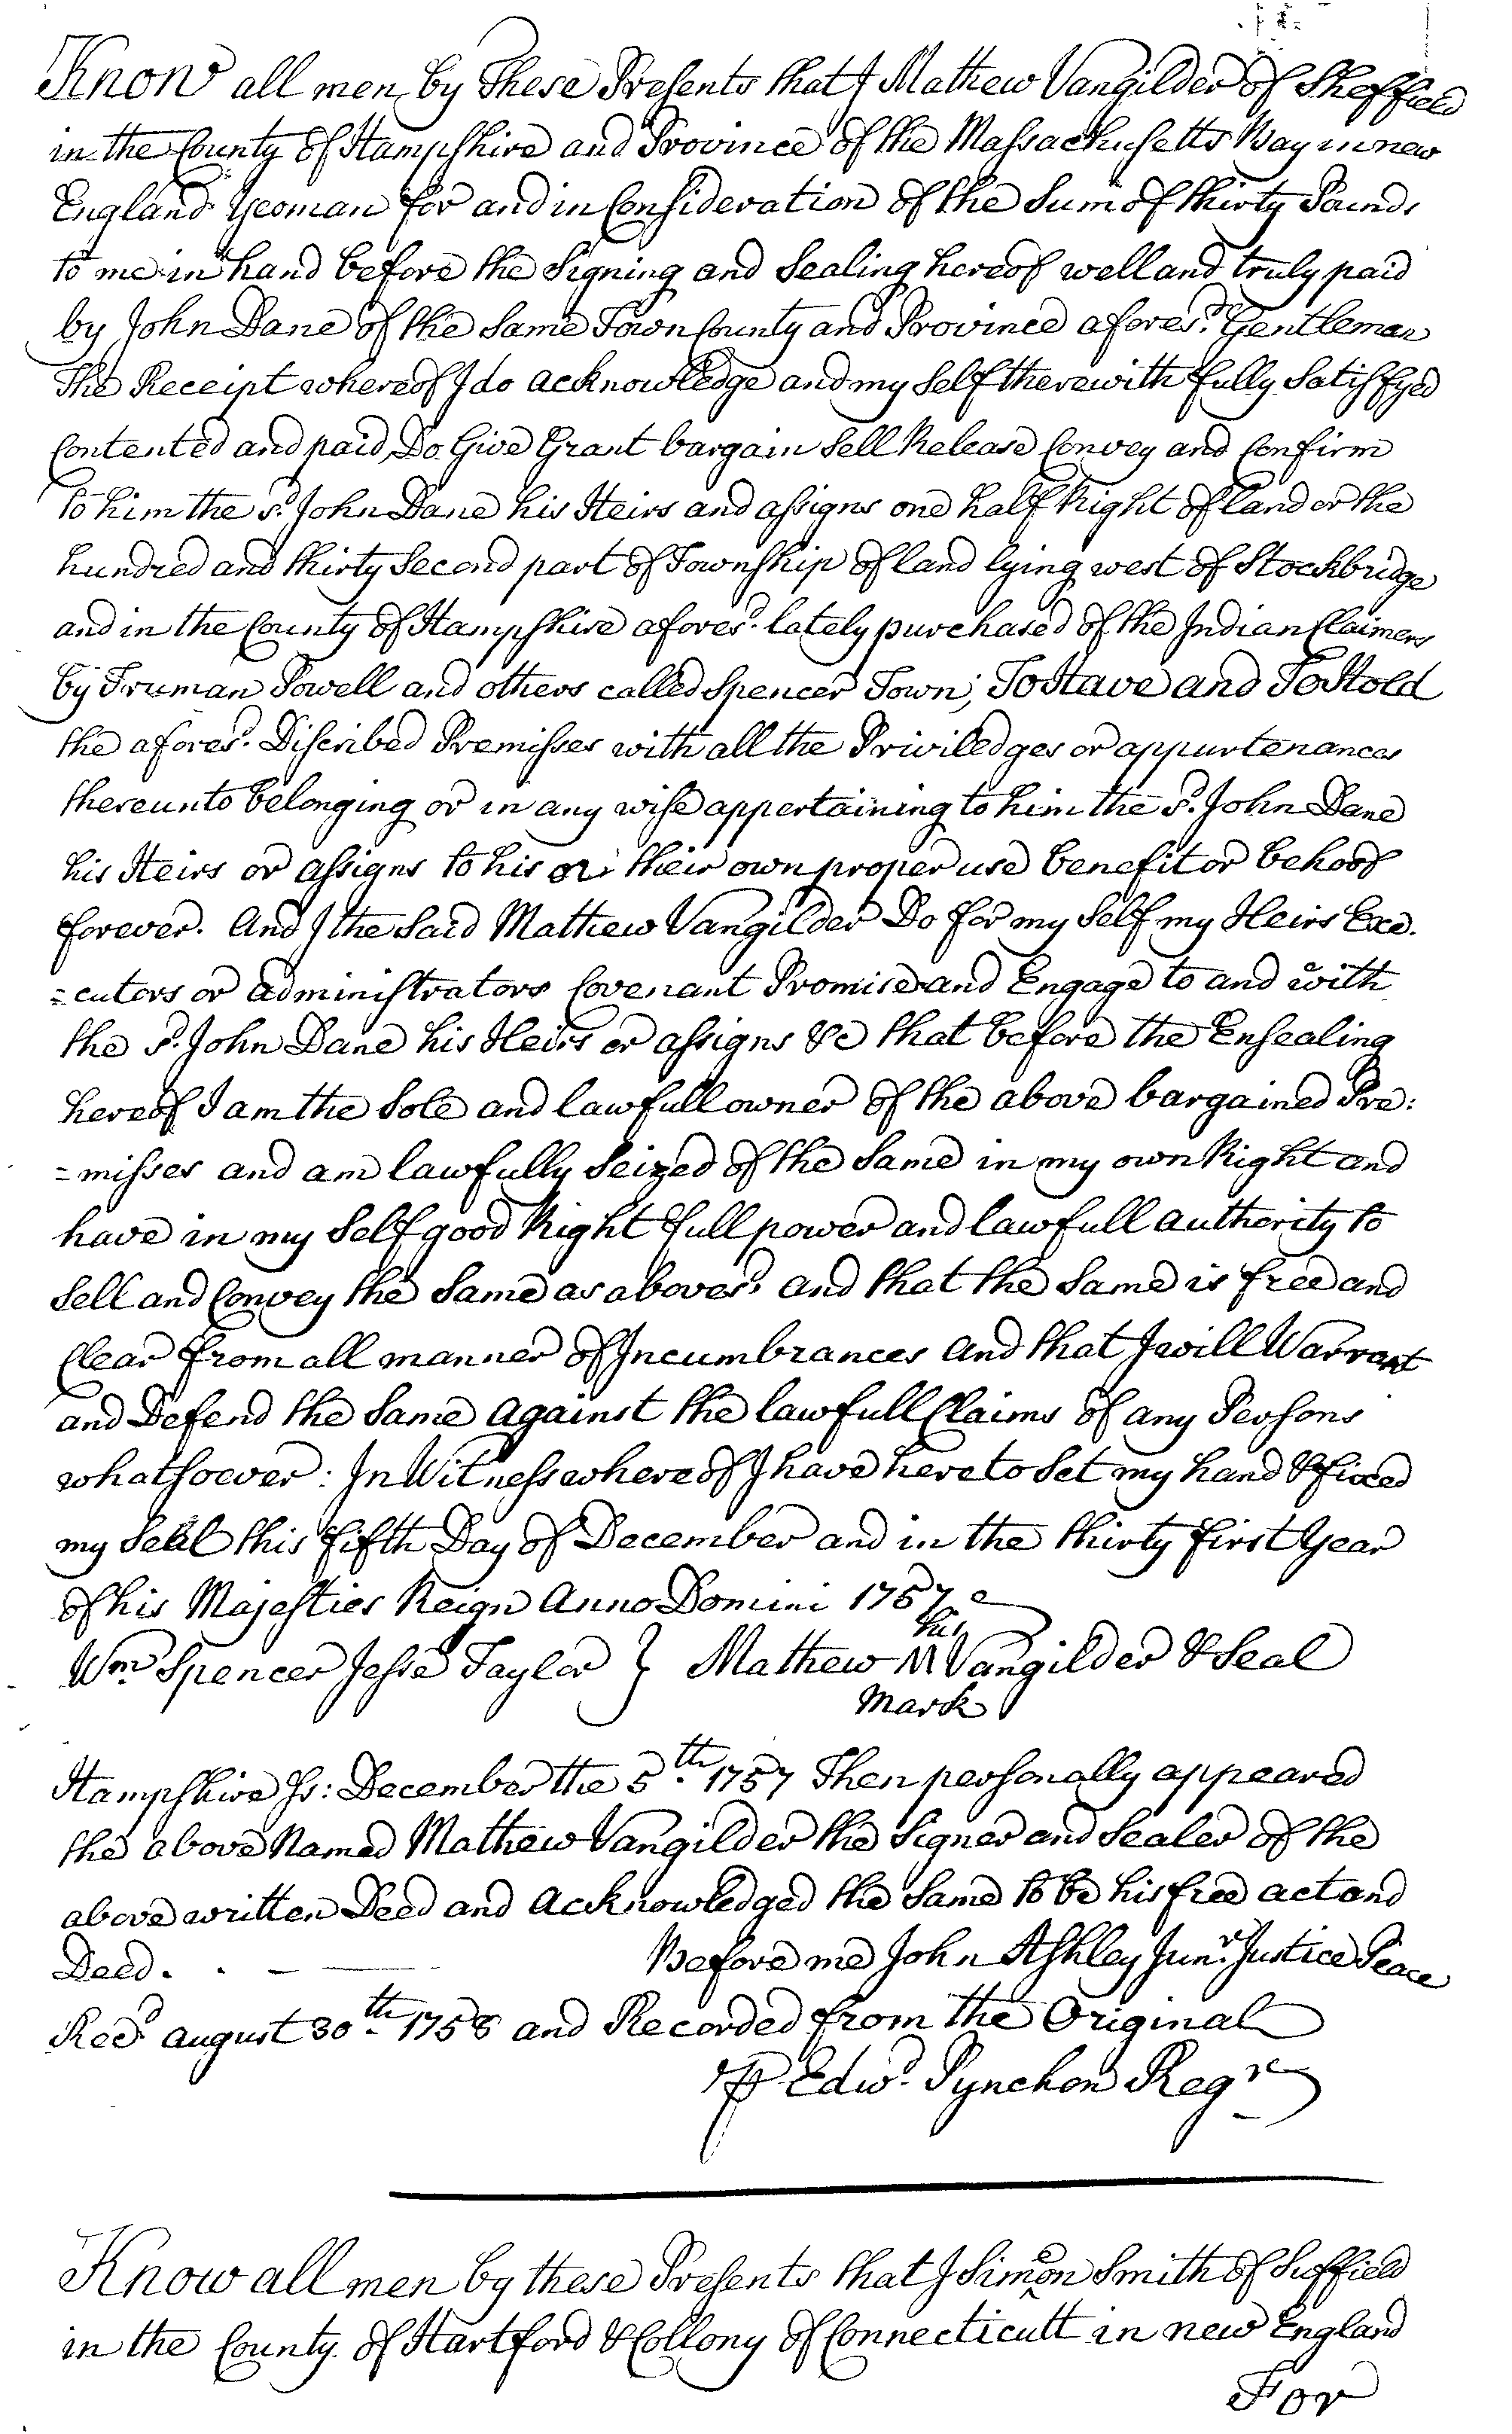 Know all men by These Presents that I Mathew Vangilder of Sheffield
in the County of Hampshire and Province of the Massachusetts Bay in new
England Yeoman for and in Consideration of the Sum of thirty Pounds
to me in hand before the Signing and Sealing hereof well and truly paid
by John Dane of the Same Town County and Province afores.d Gentleman
The Receipt whereof I do acknowledge and my Self therewith fully Satisfyed
Contented and paid, Do Give Grant bargain Sell Release Convey and Confirm
to him the s.d John Dane his Heirs and assigns one half Right of land or the
hundred and thirty Second part of Township of land lying west of Stockbridge
and in the County of Hampshire afores.d lately purchased of the Indian Claimers
by Truman Powell and others called Spencer Town; To Have and To Hold
the afores.d Discribed Premisses with all the Priviledges or appurtenances
thereunto belonging or in any wise appertaining to him the s.d John Dane
his Heirs or assigns to his or their own proper use benefit or behoof
forever. And I the Said Mathew Vangilder Do for my Self my Heirs Exe.
=cutors or administrators Covenant Promise and Engage to and with
the s.d John Dane his Heirs or assigns &c that before the Ensealing
hereof I am the Sole and lawfull owner of the above bargained Pre:
=misses and am lawfully Seized of the Same in my own Right and
have in my Self good Right full power and lawfull authority to
Sell and Convey the Same as aboves.d and that the Same is free and
Clear from all manner of Incumbrances and that I will Warrant
and Defend the Same against the lawfull Claims of any Persons
whatsoever: In Witness whereof I have hereto Set my hand & fixed
my Seal this fifth Day of December and in the thirty first Year
of his Majesties Reign Anno Domini 1757
his
Wm Spencer Jesse Taylor } Mathew M Vangilder & Seal
Mark
Hampshire ss: December the 5.th 1757 Then personally appeared
the above Named Mathew Vangilder the Signer and Sealer of the
above written Deed and acknowledged the Same to be his free act and
Deed. Before me John Ashley Jun.r Justice Peace
Rec.d august 30.th 1758 and Recorded from the Original
⅌ Edw.d Pynchon Reg.r
Know all men by these Presents that I Simeon Smith of Suffield
in the County of Hartford & Collony of Connecticutt in new England
For